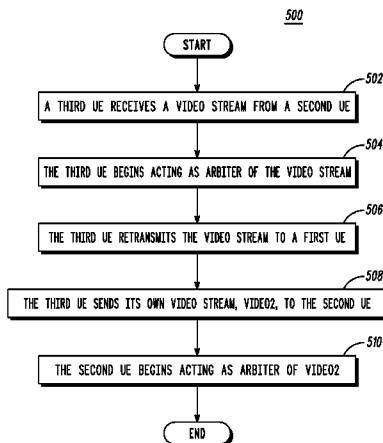 500
START
502
A THIRD UE RECEIVES A VIDEO STREAM FROM A SECOND UE
504
THE THIRD UE BEGINS ACTING AS ARBITER OF THE VIDEO STREAM
506
THE THIRD UE RETRANSMITS THE VIDEO STREAM TO A FIRST UE
508
THE THIRD UE SENDS ITS OWN VIDEO STREAM, VIDEO2, TO THE SECOND UE
510
THE SECOND UE BEGINS ACTING AS ARBITER OF VIDEO2
END